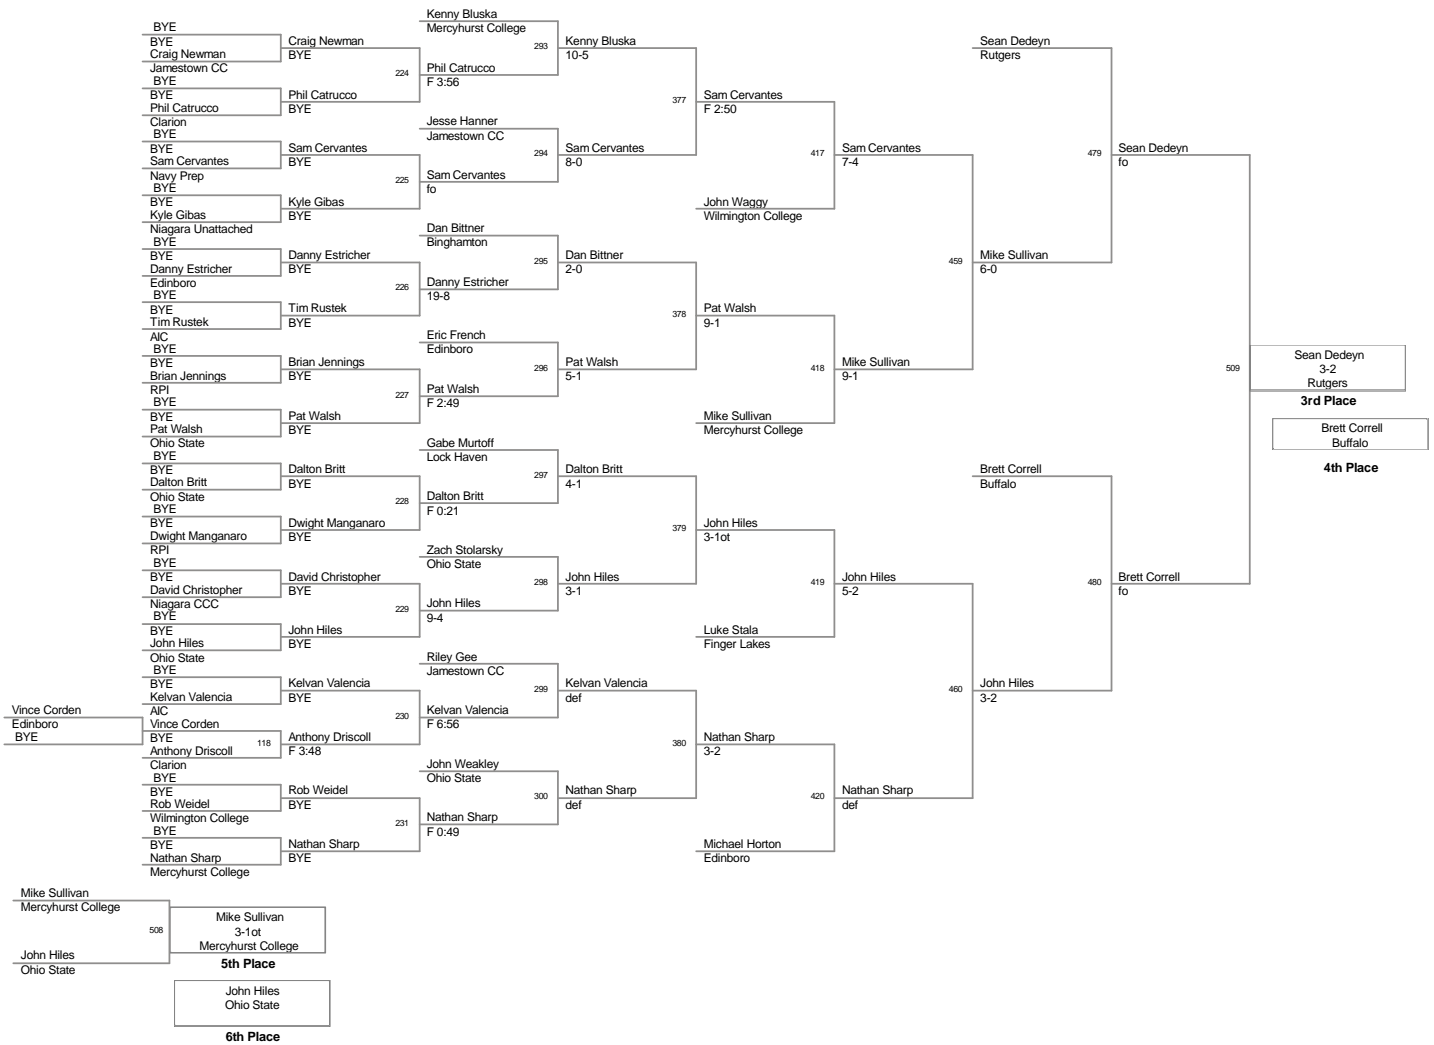 Vince Corden
Edinboro
BYE
BYE
BYE
Craig Newman
Jamestown CC
BYE
BYE
Phil Catrucco
Clarion
BYE
BYE
Sam Cervantes
Navy Prep
BYE
BYE
Kyle Gibas
Niagara Unattached
BYE
BYE
Danny Estricher
Edinboro
BYE
BYE
Tim Rustek
AIC
BYE
BYE
Brian Jennings
RPI
BYE
BYE
Pat Walsh
Ohio State
BYE
BYE
Dalton Britt
Ohio State
BYE
BYE
Dwight Manganaro
RPI
BYE
BYE
David Christopher
Niagara CCC
BYE
BYE
John Hiles
Ohio State
BYE
BYE
Kelvan Valencia
AIC
Vince Corden
BYE
Anthony Driscoll
Clarion
BYE
BYE
Rob Weidel
Wilmington College
BYE
BYE
Nathan Sharp
Mercyhurst College
118
Craig Newman
BYE
224
Phil Catrucco
BYE
Sam Cervantes
BYE
225
Kyle Gibas
BYE
Danny Estricher
BYE
226
Tim Rustek
BYE
Brian Jennings
BYE
227
Pat Walsh
BYE
Dalton Britt
BYE
228
Dwight Manganaro
BYE
David Christopher
BYE
229
John Hiles
BYE
Kelvan Valencia
BYE
230
Anthony Driscoll
F 3:48
Rob Weidel
BYE
231
Nathan Sharp
BYE
Kenny Bluska
Mercyhurst College
293
Phil Catrucco
F 3:56
Jesse Hanner
Jamestown CC
294
Sam Cervantes
fo
Dan Bittner
Binghamton
295
Danny Estricher
19-8
Eric French
Edinboro
296
Pat Walsh
F 2:49
Gabe Murtoff
Lock Haven
297
Dalton Britt
F 0:21
Zach Stolarsky
Ohio State
298
John Hiles
9-4
Riley Gee
Jamestown CC
299
Kelvan Valencia
F 6:56
John Weakley
Ohio State
300
Nathan Sharp
F 0:49
Kenny Bluska
10-5
377
Sam Cervantes
8-0
Dan Bittner
2-0
378
Pat Walsh
5-1
Dalton Britt
4-1
379
John Hiles
3-1
Kelvan Valencia
def
380
Nathan Sharp
def
Sam Cervantes
F 2:50
417
John Waggy
Wilmington College
Pat Walsh
9-1
418
Mike Sullivan
Mercyhurst College
John Hiles
3-1ot
419
Luke Stala
Finger Lakes
Nathan Sharp
3-2
420
Michael Horton
Edinboro
Sam Cervantes
7-4
459
Mike Sullivan
9-1
John Hiles
5-2
460
Nathan Sharp
def
Sean Dedeyn
Rutgers
479
Mike Sullivan
6-0
Brett Correll
Buffalo
480
John Hiles
3-2
Sean Dedeyn
fo
509
Brett Correll
fo
Sean Dedeyn
3-2
Rutgers
3rd Place
Brett Correll
Buffalo
4th Place
Mike Sullivan
Mercyhurst College
508
John Hiles
Ohio State
Mike Sullivan
3-1ot
Mercyhurst College
5th Place
John Hiles
Ohio State
6th Place